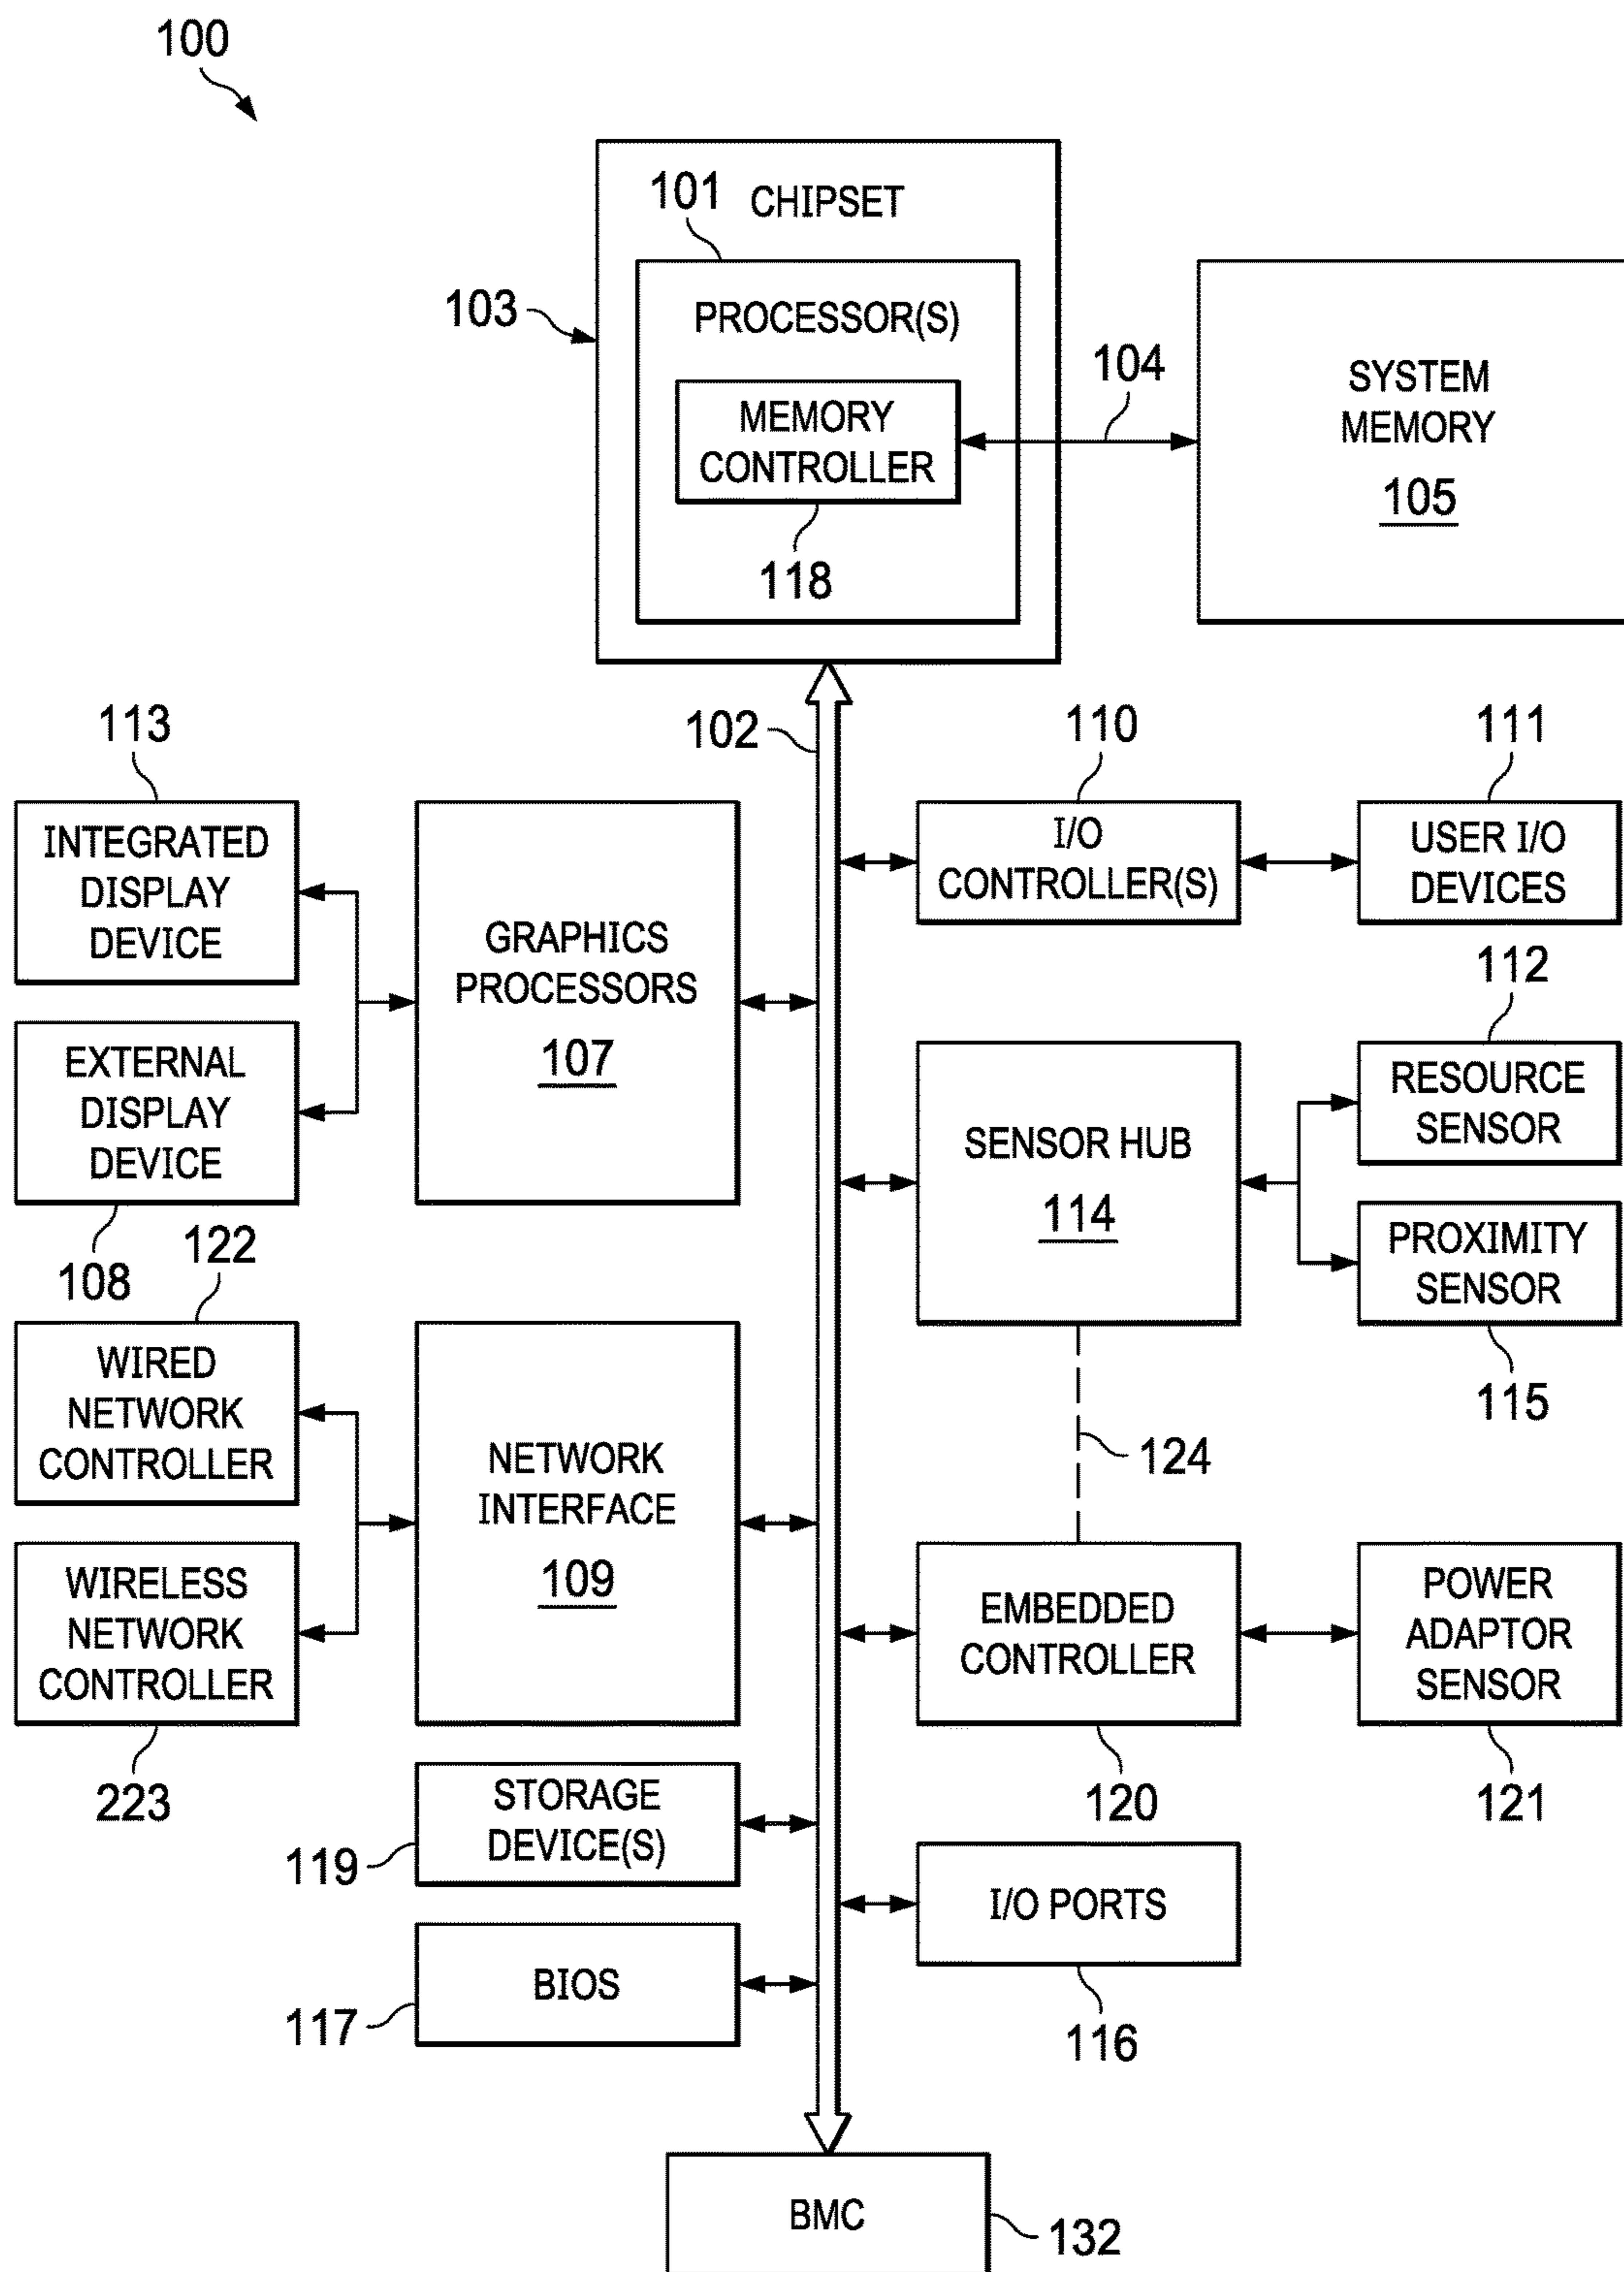 100
101
CHIPSET
103
PROCESSOR(S)
MEMORY
CONTROLLER
118
104
SYSTEM
MEMORY
105
102
113
INTEGRATED
DISPLAY
DEVICE
EXTERNAL
DISPLAY
DEVICE
108
GRAPHICS
PROCESSORS
107
110
I/O
CONTROLLER(S)
111
USER I/O
DEVICES
112
RESOURCE
SENSOR
SENSOR HUB
114
PROXIMITY
SENSOR
115
122
WIRED
NETWORK
CONTROLLER
WIRELESS
NETWORK
CONTROLLER
223
NETWORK
INTERFACE
109
124
EMBEDDED
CONTROLLER
120
POWER
ADAPTOR
SENSOR
121
STORAGE
DEVICE(S)
119
I/O PORTS
116
BIOS
117
BMC
132